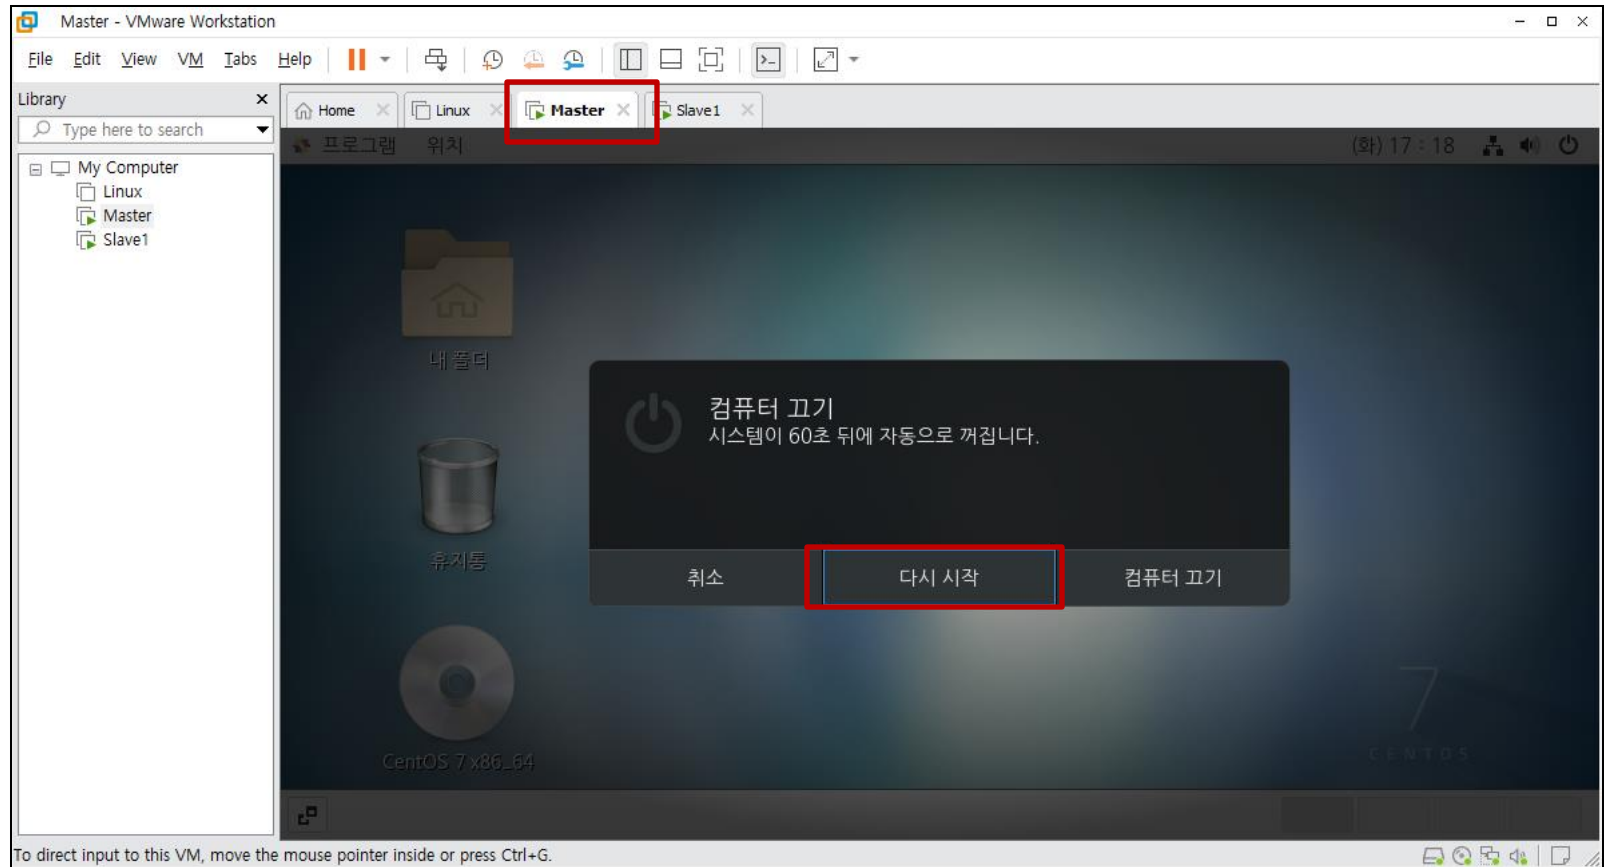 Master - VMware Workstation
File Edit View VM Tabs Help
Library
Type here to search
My Computer
Linux
Master
Slave1
Home Linux Master Slave1
프로그램 위치 (화) 17 : 18
내 폴더
휴지통
CentOS 7 x86_64
컴퓨터 끄기
시스템이 60초 뒤에 자동으로 꺼집니다.
취소 다시 시작 컴퓨터 끄기
7
CENTOS
To direct input to this VM, move the mouse pointer inside or press Ctrl+G.